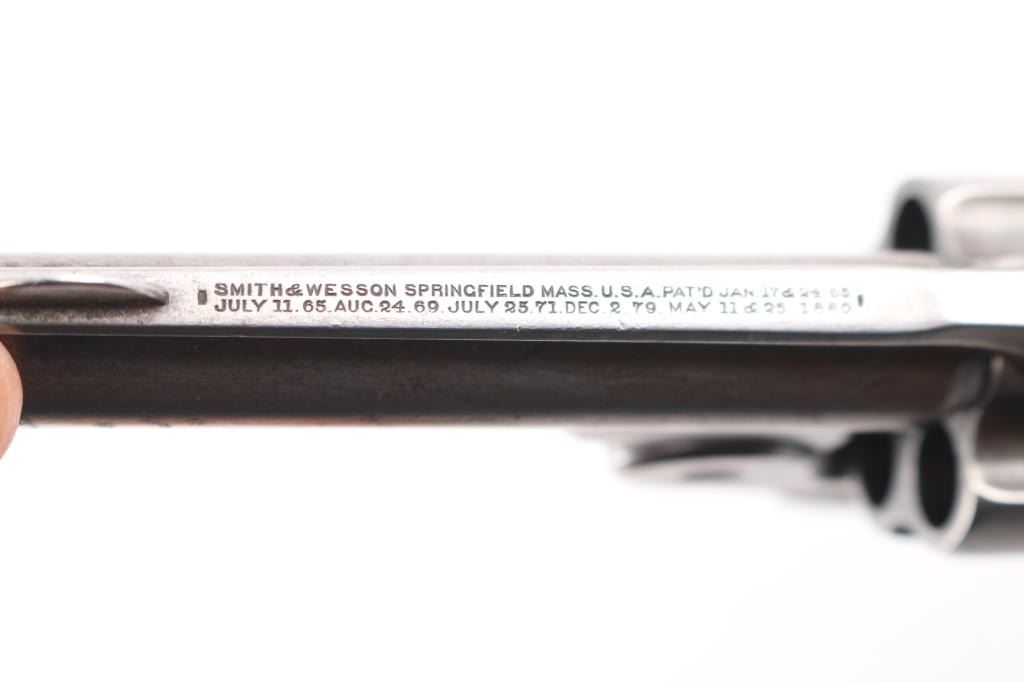 SMITH & WESSON SPRINGFIELD MASS. U.S.A. PAT'D JAN. 17 & 24 65
JULY 11. 65. AUG. 24. 69. JULY 25. 71. DEC. 2. 79. MAY 11 & 25 1880